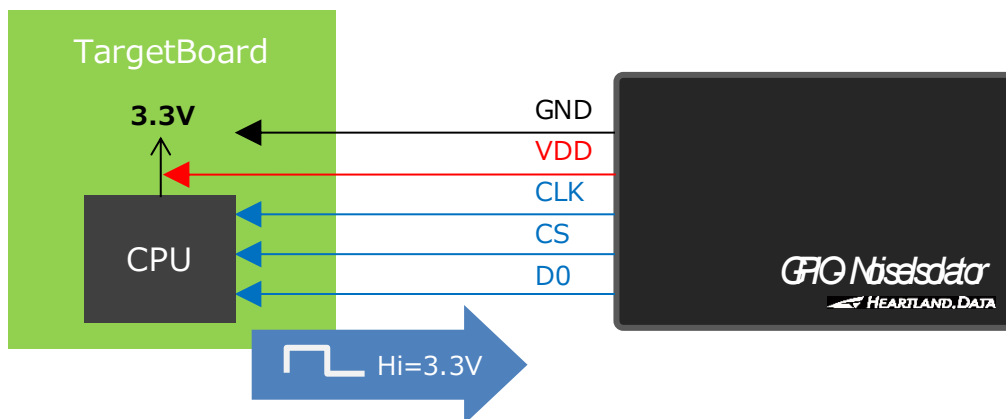 TargetBoard
3.3V
GND
VDD
CLK
CS
D0
CPU
GPIO-NoiseIsolator
HEARTLAND.DATA
Hi=3.3V